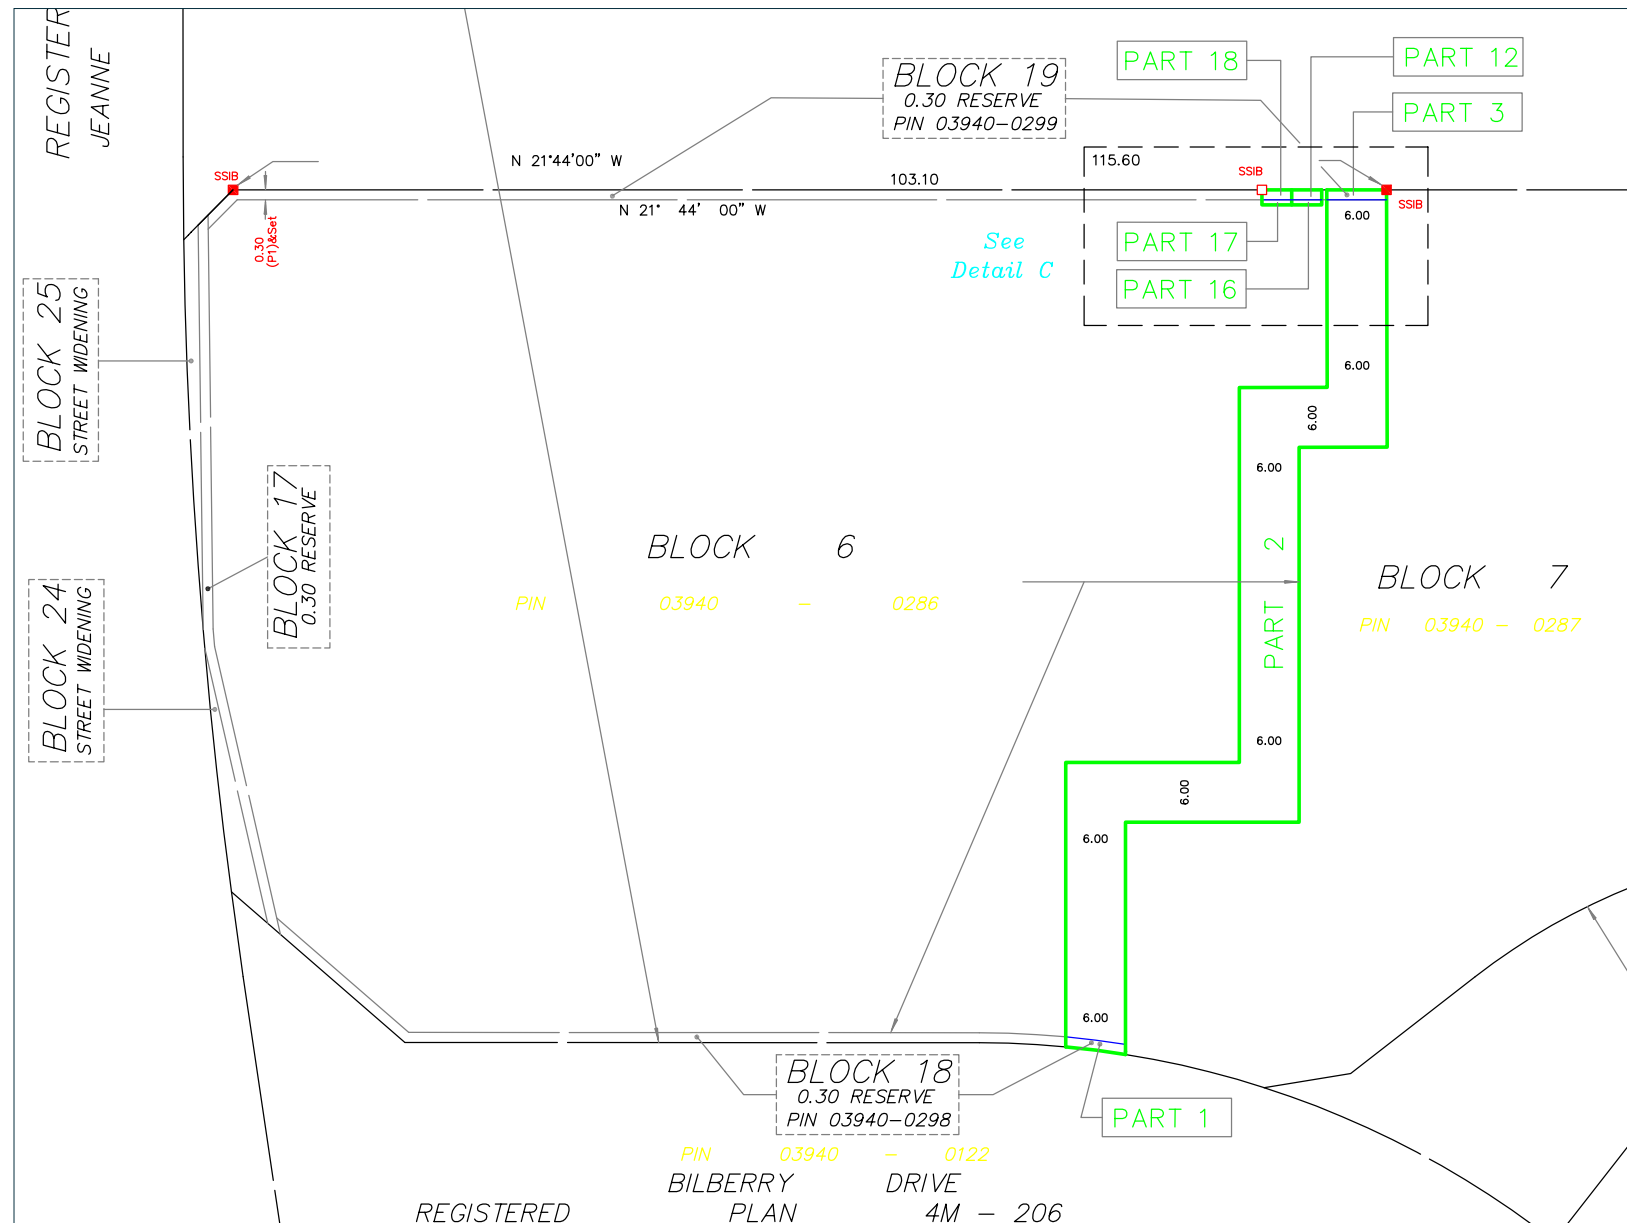 REGISTER
JEANNE
BLOCK 19
0.30 RESERVE
PIN 03940-0299
PART 18
PART 12
PART 3
N 21°44'00" W
103.10
115.60
SSIB
SSIB
SSIB
N 21° 44' 00" W
0.30
(P1)&Set
6.00
See
Detail C
PART 17
PART 16
BLOCK 25
STREET WIDENING
6.00
6.00
6.00
BLOCK 17
0.30 RESERVE
BLOCK 6
PIN 03940 - 0286
PART 2
BLOCK 7
PIN 03940 - 0287
BLOCK 24
STREET WIDENING
6.00
6.00
6.00
6.00
BLOCK 18
0.30 RESERVE
PIN 03940-0298
PART 1
PIN 03940 - 0122
BILBERRY DRIVE
REGISTERED PLAN 4M - 206